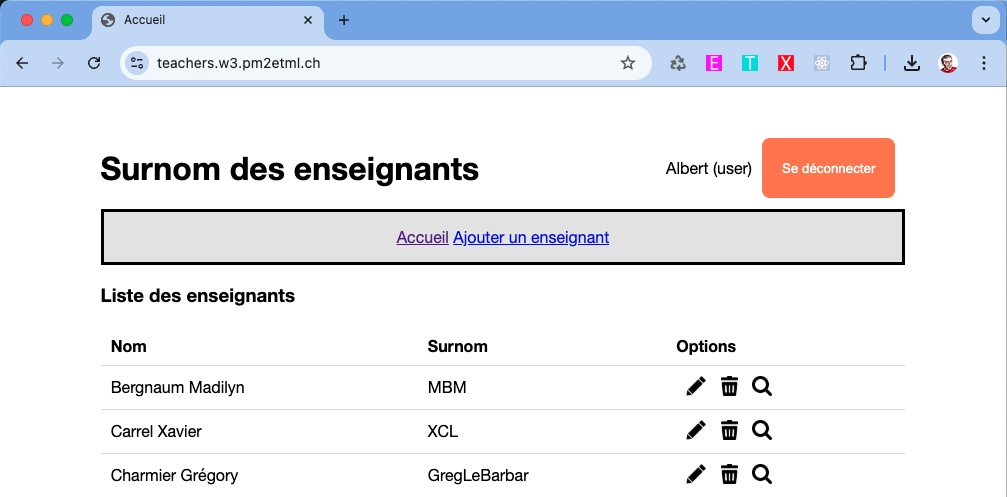 Accueil
teachers.w3.pm2etml.ch
E T X
Surnom des enseignants
Albert (user) Se déconnecter
Accueil Ajouter un enseignant
Liste des enseignants
Nom Surnom Options
Bergnaum Madilyn MBM
Carrel Xavier XCL
Charmier Grégory GregLeBarbar